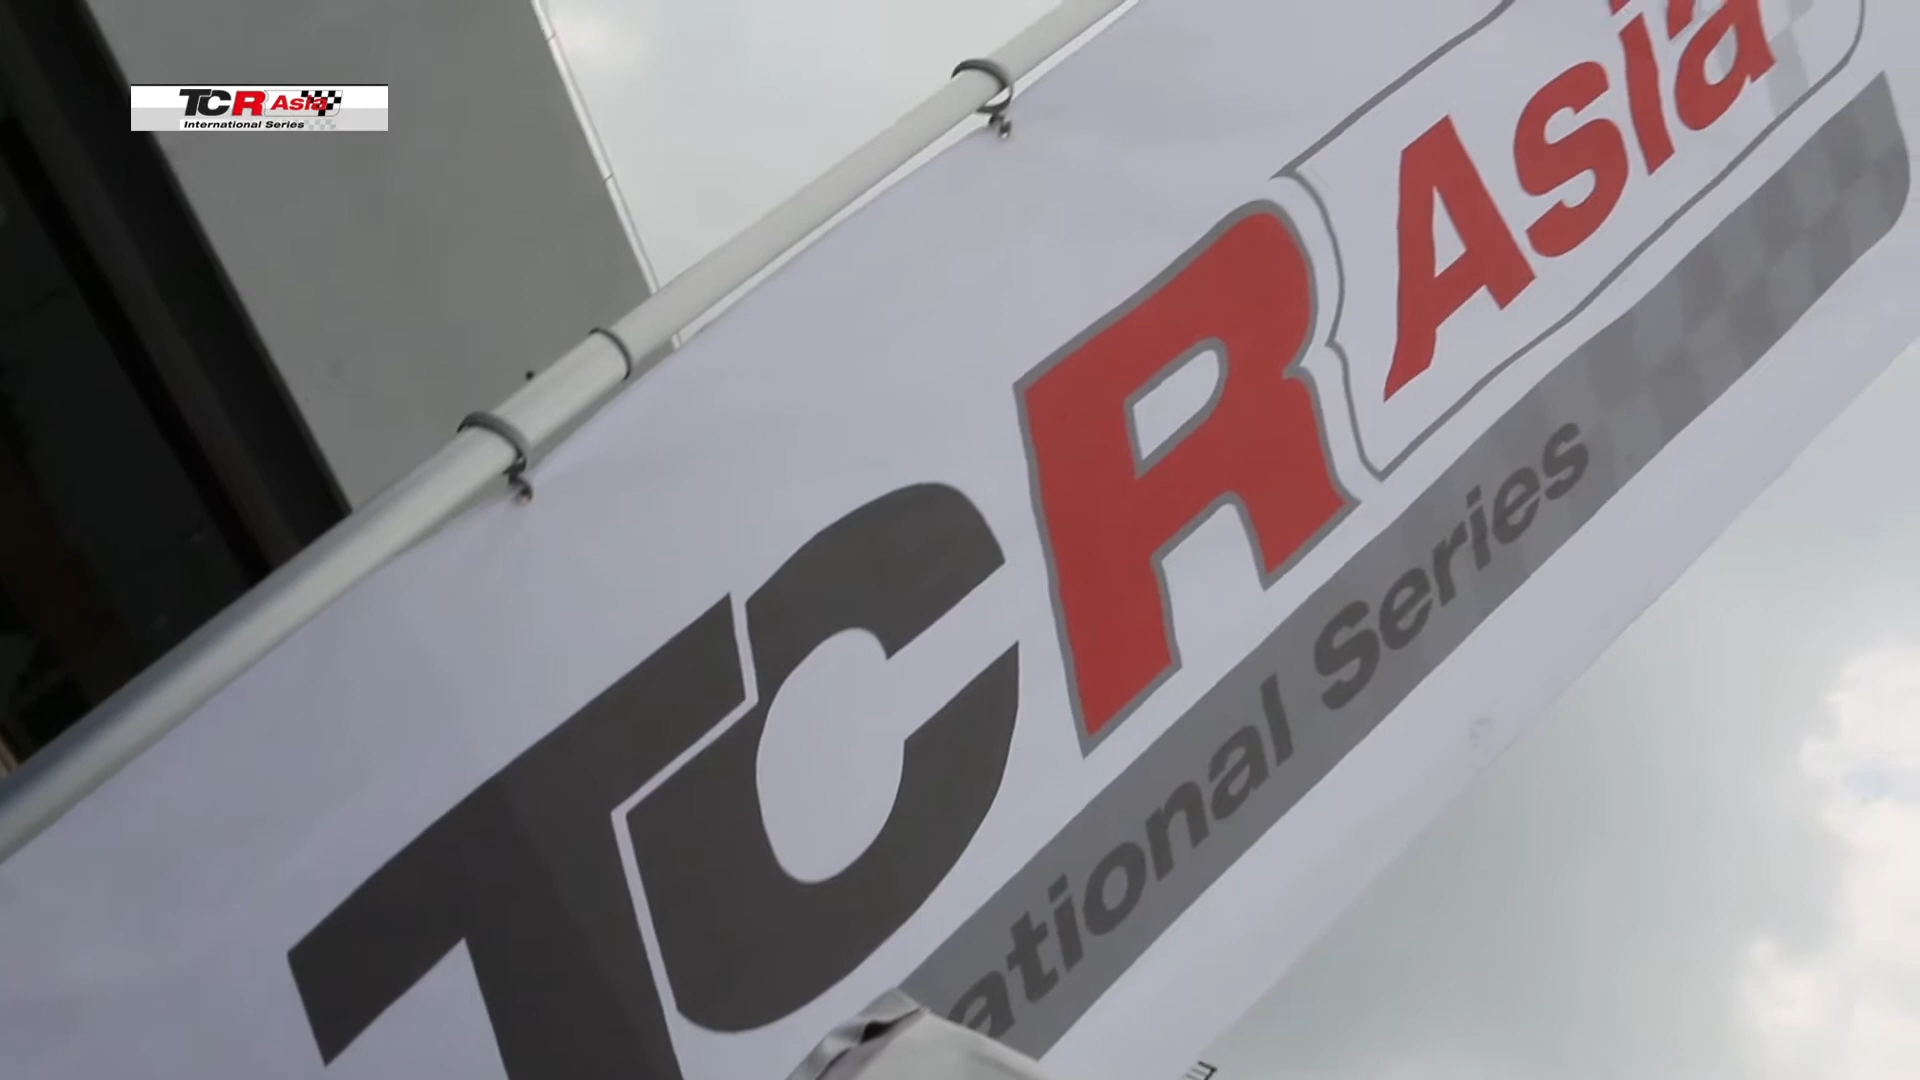 TCR Asia
International Series
TCR Asia
ational Series